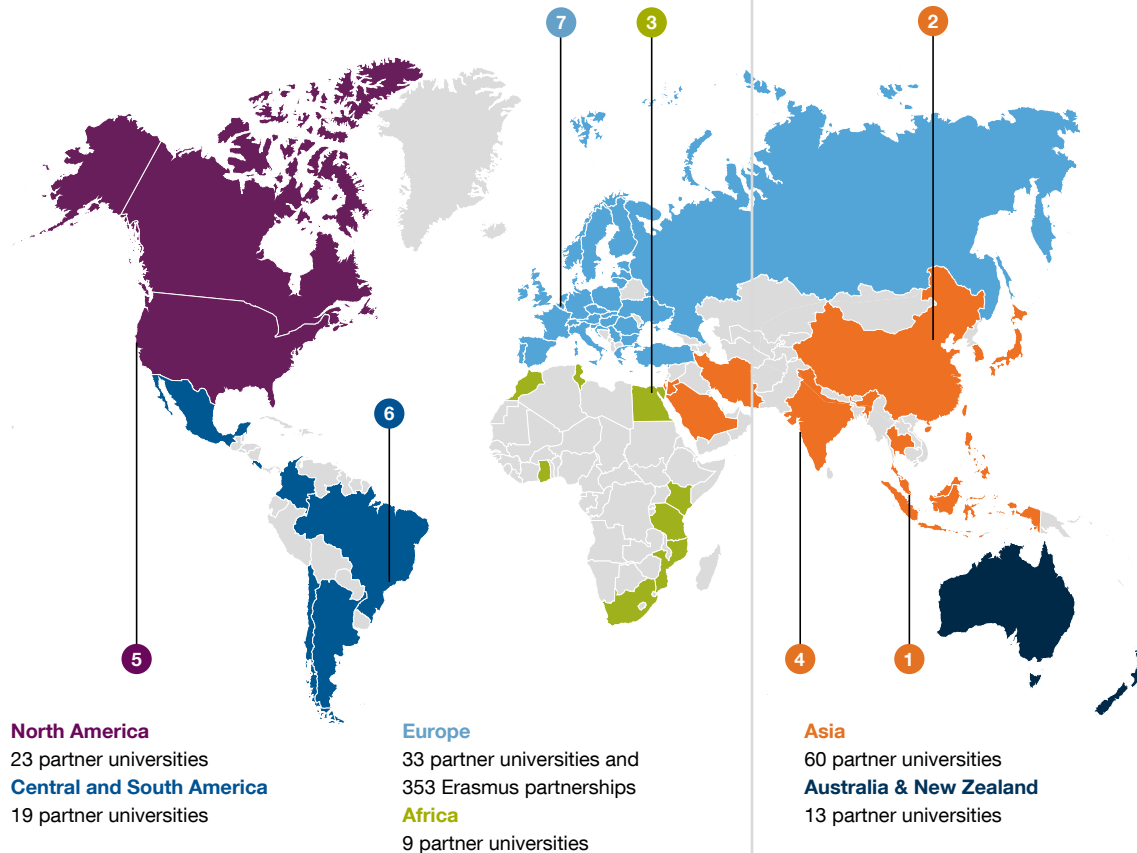 7
3
2
6
5
4
1
North America
23 partner universities
Central and South America
19 partner universities
Europe
33 partner universities and
353 Erasmus partnerships
Africa
9 partner universities
Asia
60 partner universities
Australia & New Zealand
13 partner universities